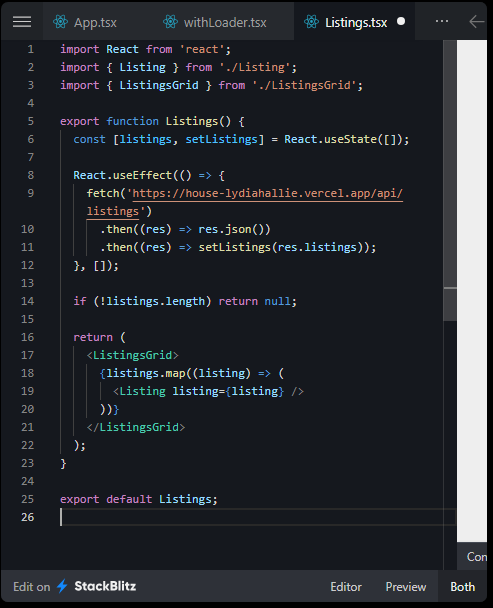 App.tsx withLoader.tsx Listings.tsx ● ···
1 import React from 'react';
2 import { Listing } from './Listing';
3 import { ListingsGrid } from './ListingsGrid';
4
5 export function Listings() {
6 const [listings, setListings] = React.useState([]);
7
8 React.useEffect(() => {
9 fetch('https://house-lydiahallie.vercel.app/api/
listings')
10 .then((res) => res.json())
11 .then((res) => setListings(res.listings));
12 }, []);
13
14 if (!listings.length) return null;
15
16 return (
17 <ListingsGrid>
18 {listings.map((listing) => (
19 <Listing listing={listing} />
20 ))}
21 </ListingsGrid>
22 );
23 }
24
25 export default Listings;
26
Con
Edit on StackBlitz Editor Preview Both